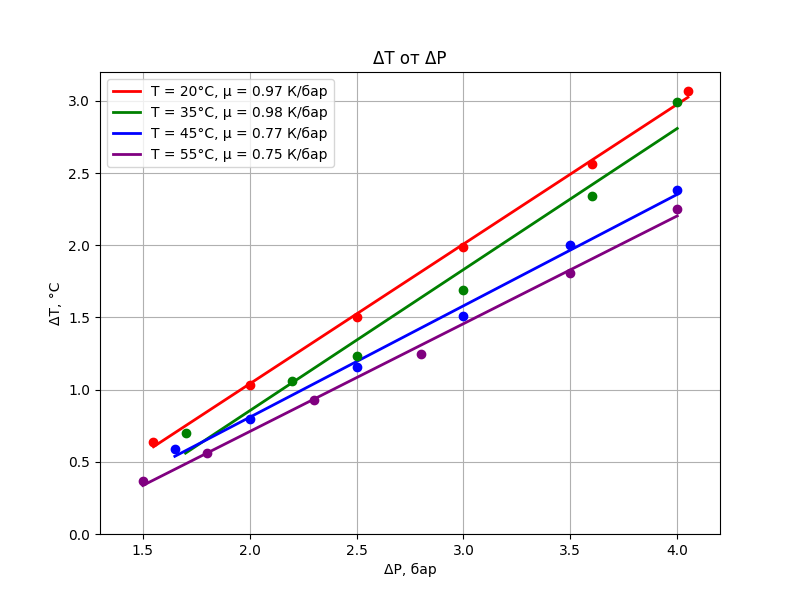 ΔT от ΔP
T = 20°C, μ = 0.97 К/бар
T = 35°C, μ = 0.98 К/бар
T = 45°C, μ = 0.77 К/бар
T = 55°C, μ = 0.75 К/бар
3.0
2.5
2.0
1.5
1.0
0.5
0.0
ΔT, °C
1.5 2.0 2.5 3.0 3.5 4.0
ΔP, бар